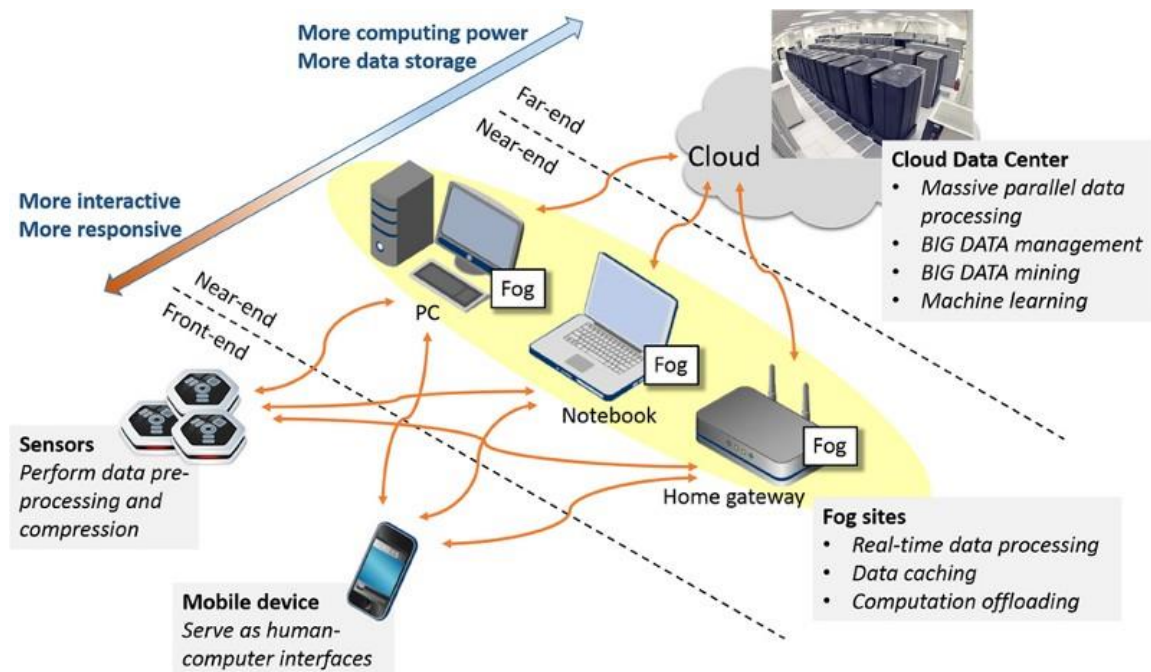 More computing power
More data storage
Far-end
Near-end
Cloud
Cloud Data Center
• Massive parallel data
processing
• BIG DATA management
• BIG DATA mining
• Machine learning
More interactive
More responsive
Near-end
Front-end
Fog
PC
Fog
Notebook
Fog
Home gateway
Sensors
Perform data pre-
processing and
compression
Fog sites
• Real-time data processing
• Data caching
• Computation offloading
Mobile device
Serve as human-
computer interfaces